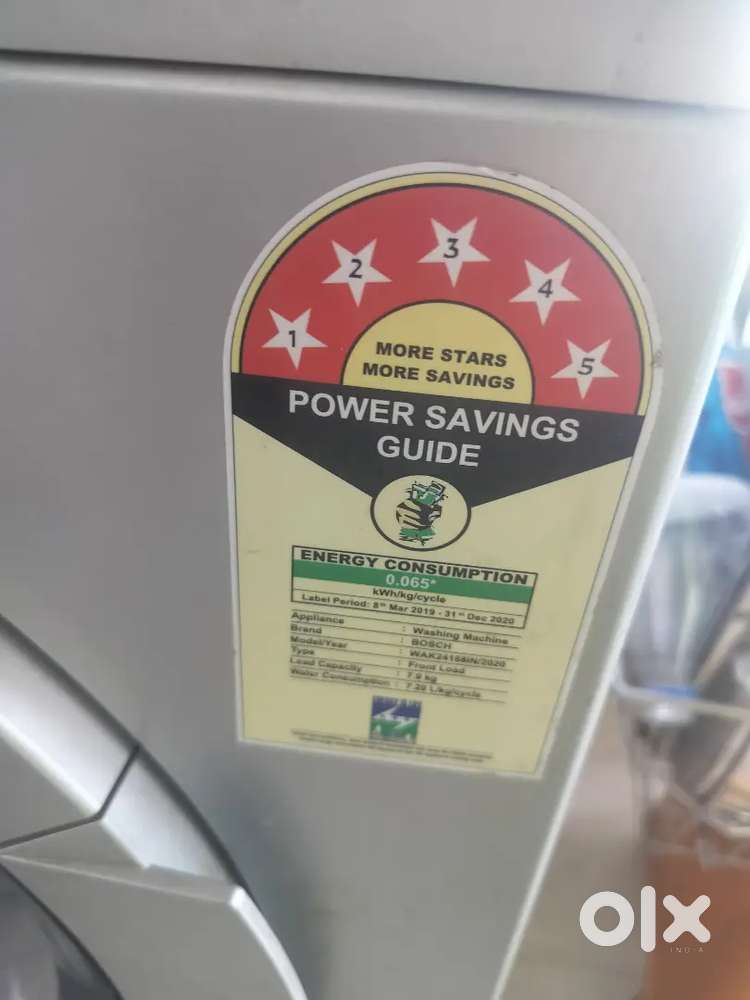 1 2 3 4 5
MORE STARS
MORE SAVINGS
POWER SAVINGS
GUIDE
ENERGY CONSUMPTION
0.065*
kWh/kg/cycle
Label Period: 8th Mar 2019 - 31st Dec 2020
Appliance : Washing Machine
Brand : BOSCH
Model/Year : WAK24168IN/2020
Type : Front Load
Load Capacity : 7.0 kg
Water Consumption : L/kg/cycle
olx
INDIA